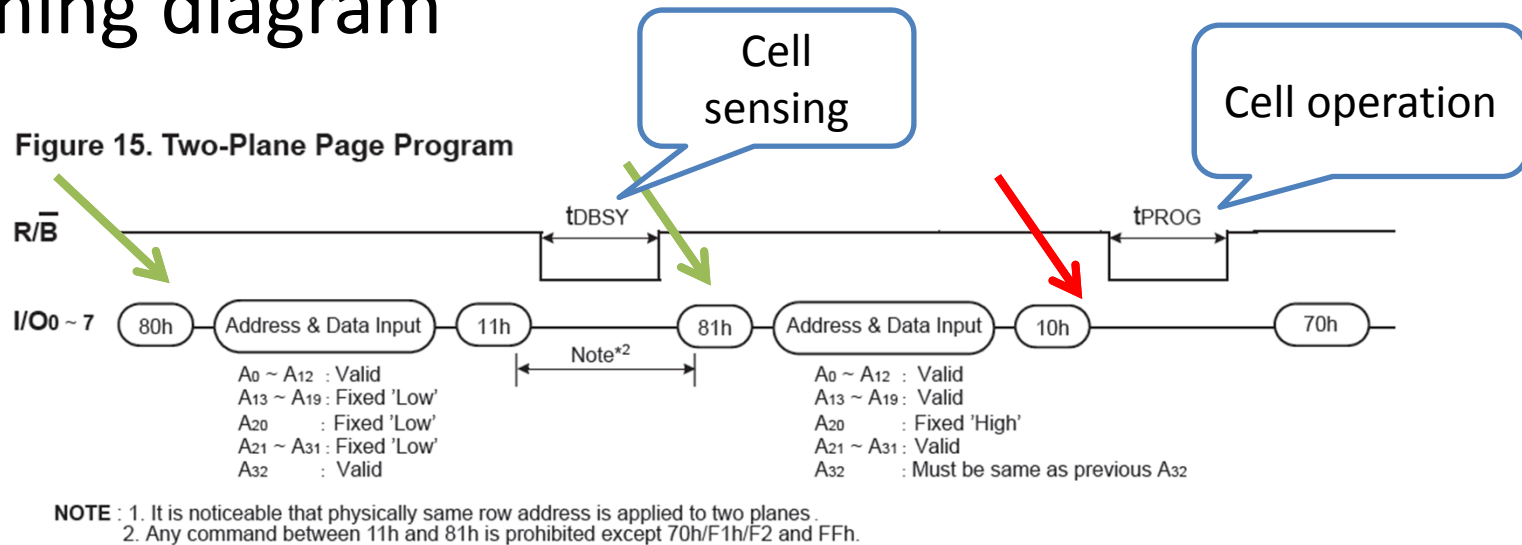 ning diagram
Cell
sensing
Cell operation
Figure 15. Two-Plane Page Program
R/B̅
tDBSY
tPROG
I/O0 ~ 7
80h
Address & Data Input
11h
81h
Address & Data Input
10h
70h
Note*2
A0 ~ A12 : Valid
A13 ~ A19 : Fixed 'Low'
A20 : Fixed 'Low'
A21 ~ A31 : Fixed 'Low'
A32 : Valid
A0 ~ A12 : Valid
A13 ~ A19 : Valid
A20 : Fixed 'High'
A21 ~ A31 : Valid
A32 : Must be same as previous A32
NOTE : 1. It is noticeable that physically same row address is applied to two planes.
2. Any command between 11h and 81h is prohibited except 70h/F1h/F2 and FFh.